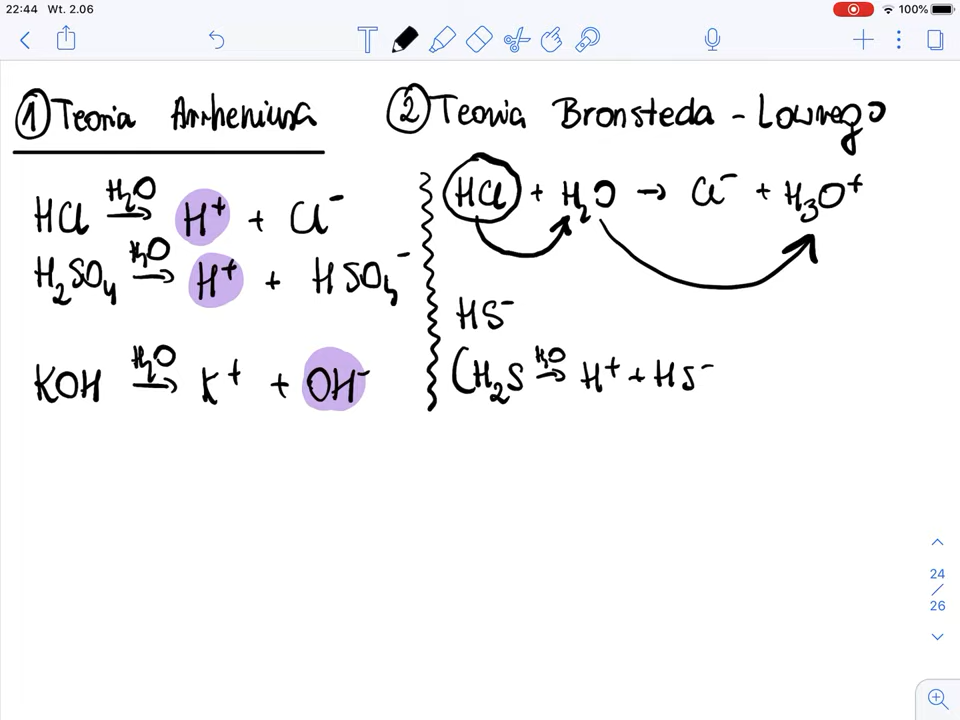 22:44 Wt. 2.06
100%
T
① Teoria Arrheniusa
HCl →(H₂O) H⁺ + Cl⁻
H₂SO₄ →(H₂O) H⁺ + HSO₄⁻
KOH →(H₂O) K⁺ + OH⁻
② Teoria Bronsteda - Lowrego
HCl + H₂O → Cl⁻ + H₃O⁺
HS⁻
(H₂S →(H₂O) H⁺ + HS⁻
24
/
26